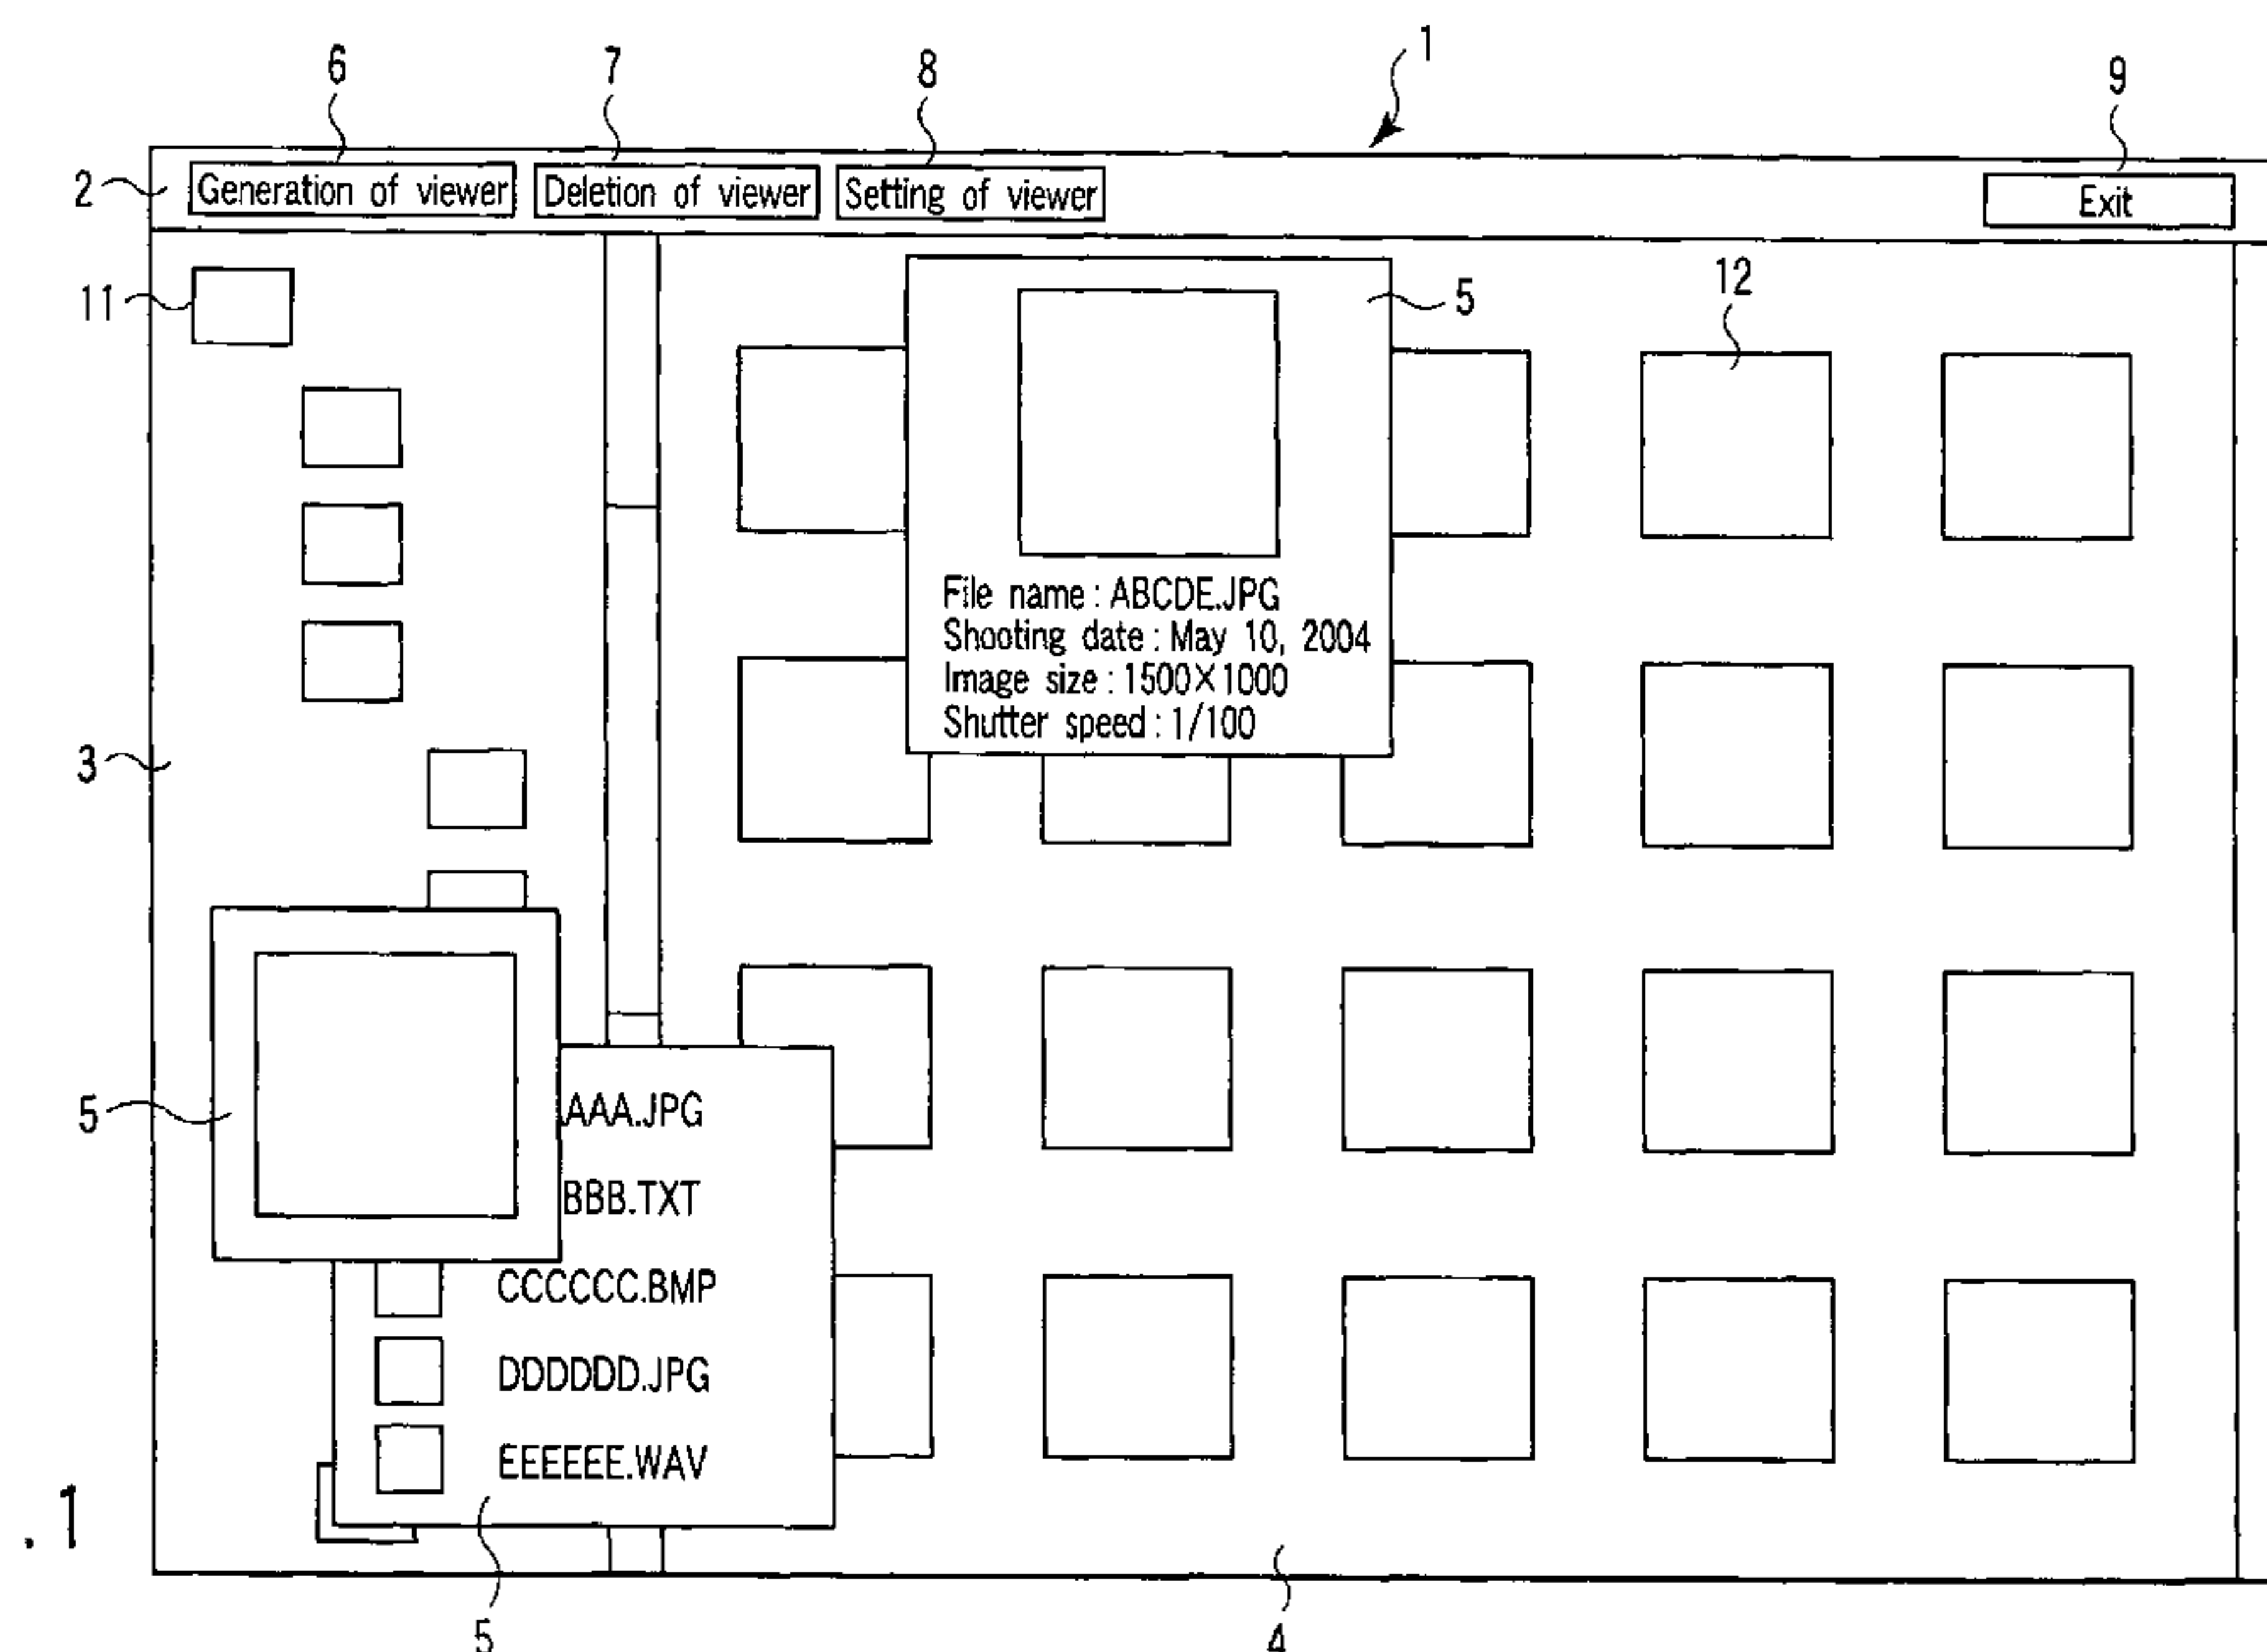 6
7
8
1
9
2
Generation of viewer
Deletion of viewer
Setting of viewer
Exit
11
5
12
File name : ABCDE.JPG
Shooting date : May 10, 2004
Image size : 1500×1000
Shutter speed : 1/100
3
5
AAA.JPG
BBB.TXT
CCCCCC.BMP
DDDDDD.JPG
EEEEEE.WAV
.1
5
4